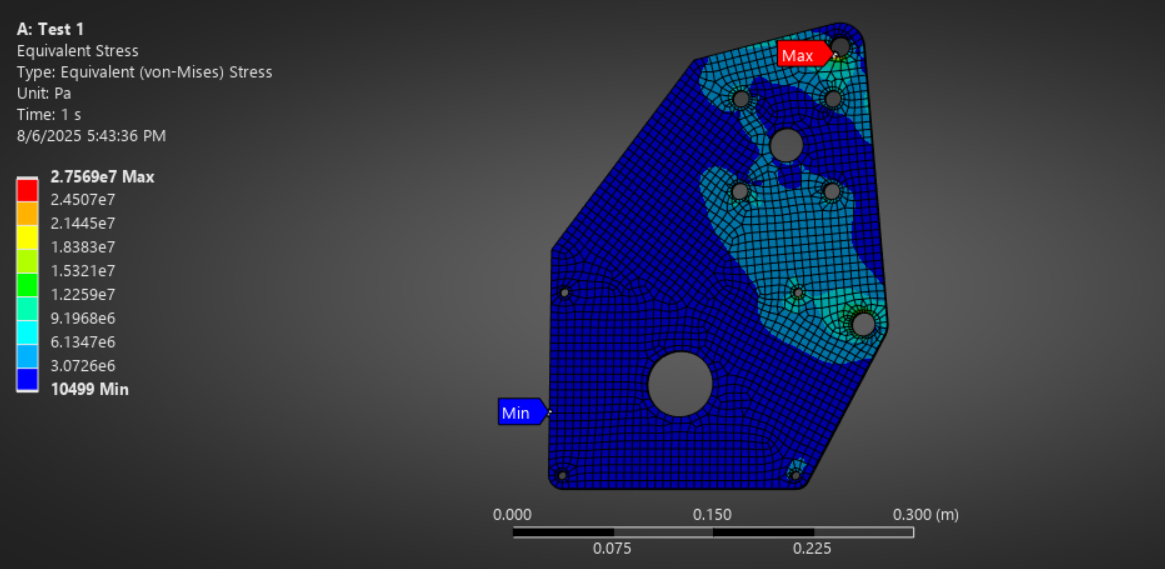 A: Test 1
Equivalent Stress
Type: Equivalent (von-Mises) Stress
Unit: Pa
Time: 1 s
8/6/2025 5:43:36 PM
2.7569e7 Max
2.4507e7
2.1445e7
1.8383e7
1.5321e7
1.2259e7
9.1968e6
6.1347e6
3.0726e6
10499 Min
Max
Min
0.000 0.150 0.300 (m)
0.075 0.225